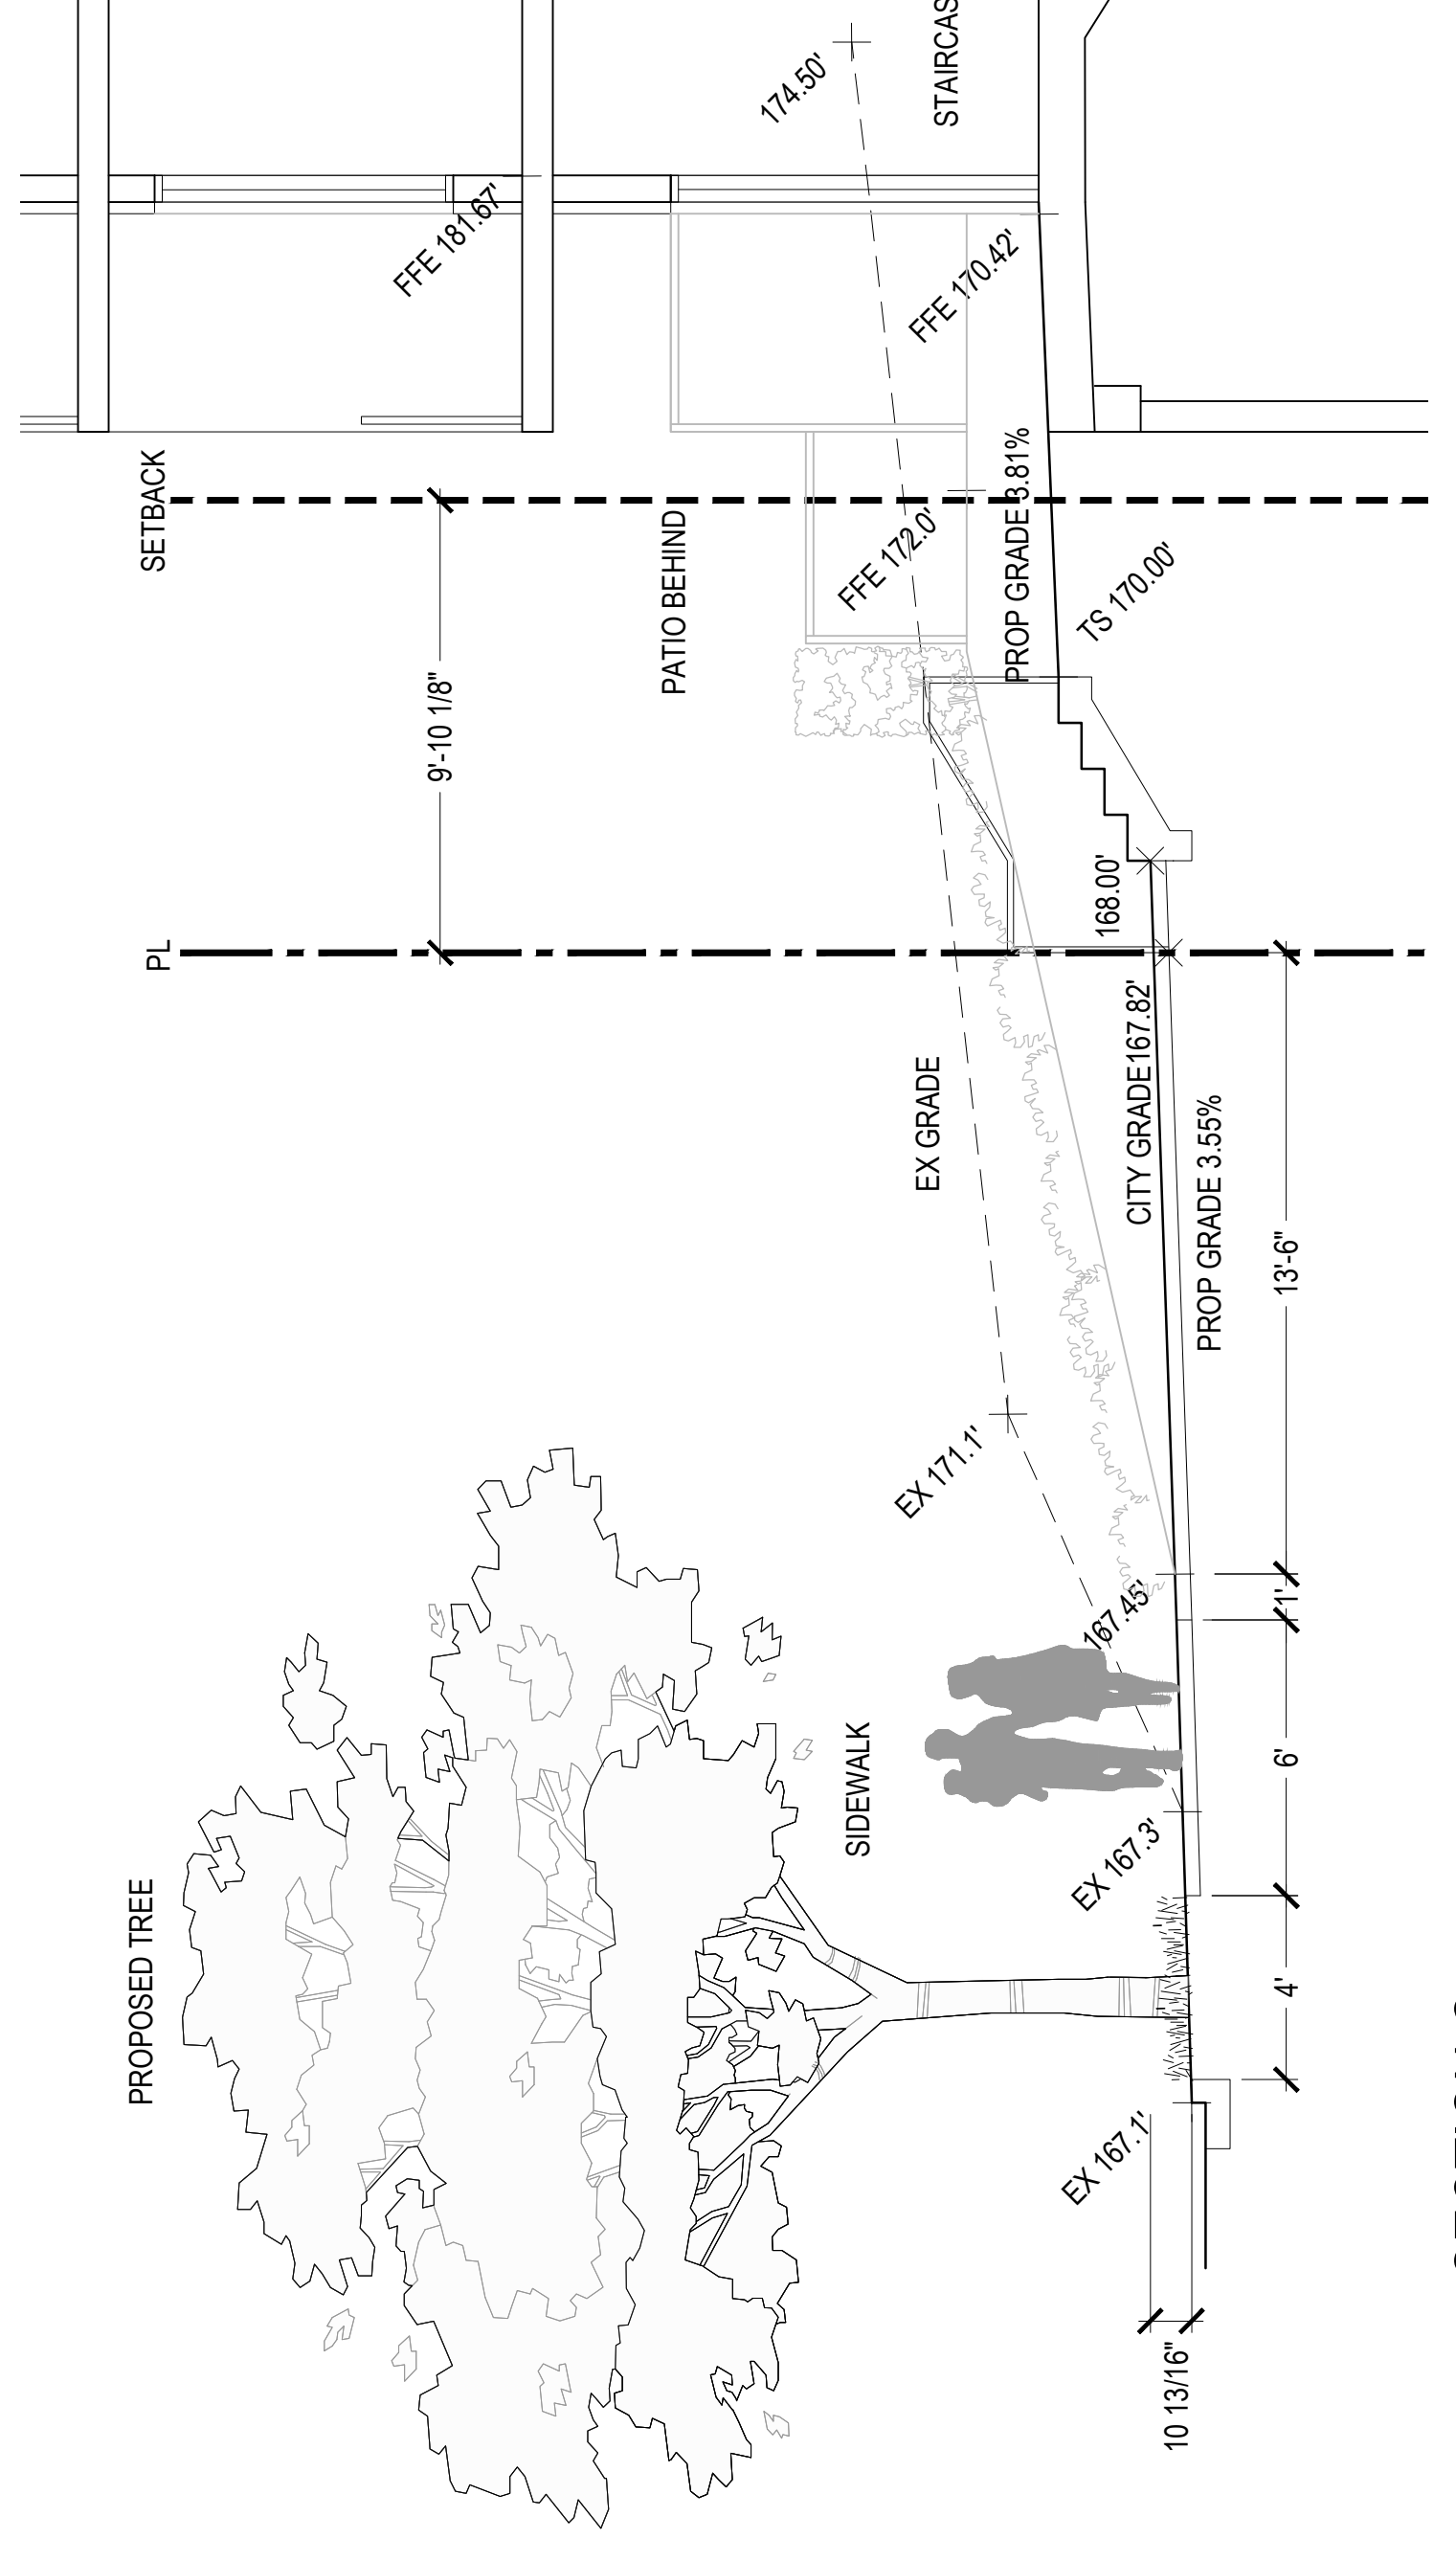 PROPOSED TREE
PL
SETBACK
9'-10 1/8"
FFE 181.67'
PATIO BEHIND
174.50'
FFE 172.0'
FFE 170.42'
PROP GRADE 3.81%
TS 170.00'
EX GRADE
EX 171.1'
168.00'
CITY GRADE167.82'
PROP GRADE 3.55%
SIDEWALK
167.45'
EX 167.3'
EX 167.1'
10 13/16"
4'
6'
1'
13'-6"